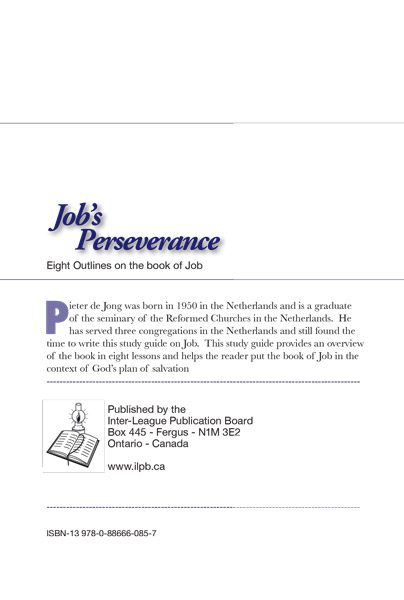 Job's
Perseverance
Eight Outlines on the book of Job
Pieter de Jong was born in 1950 in the Netherlands and is a graduate
of the seminary of the Reformed Churches in the Netherlands. He
has served three congregations in the Netherlands and still found the
time to write this study guide on Job. This study guide provides an overview
of the book in eight lessons and helps the reader put the book of Job in the
context of God's plan of salvation
Published by the
Inter-League Publication Board
Box 445 - Fergus - N1M 3E2
Ontario - Canada
www.ilpb.ca
ISBN-13 978-0-88666-085-7